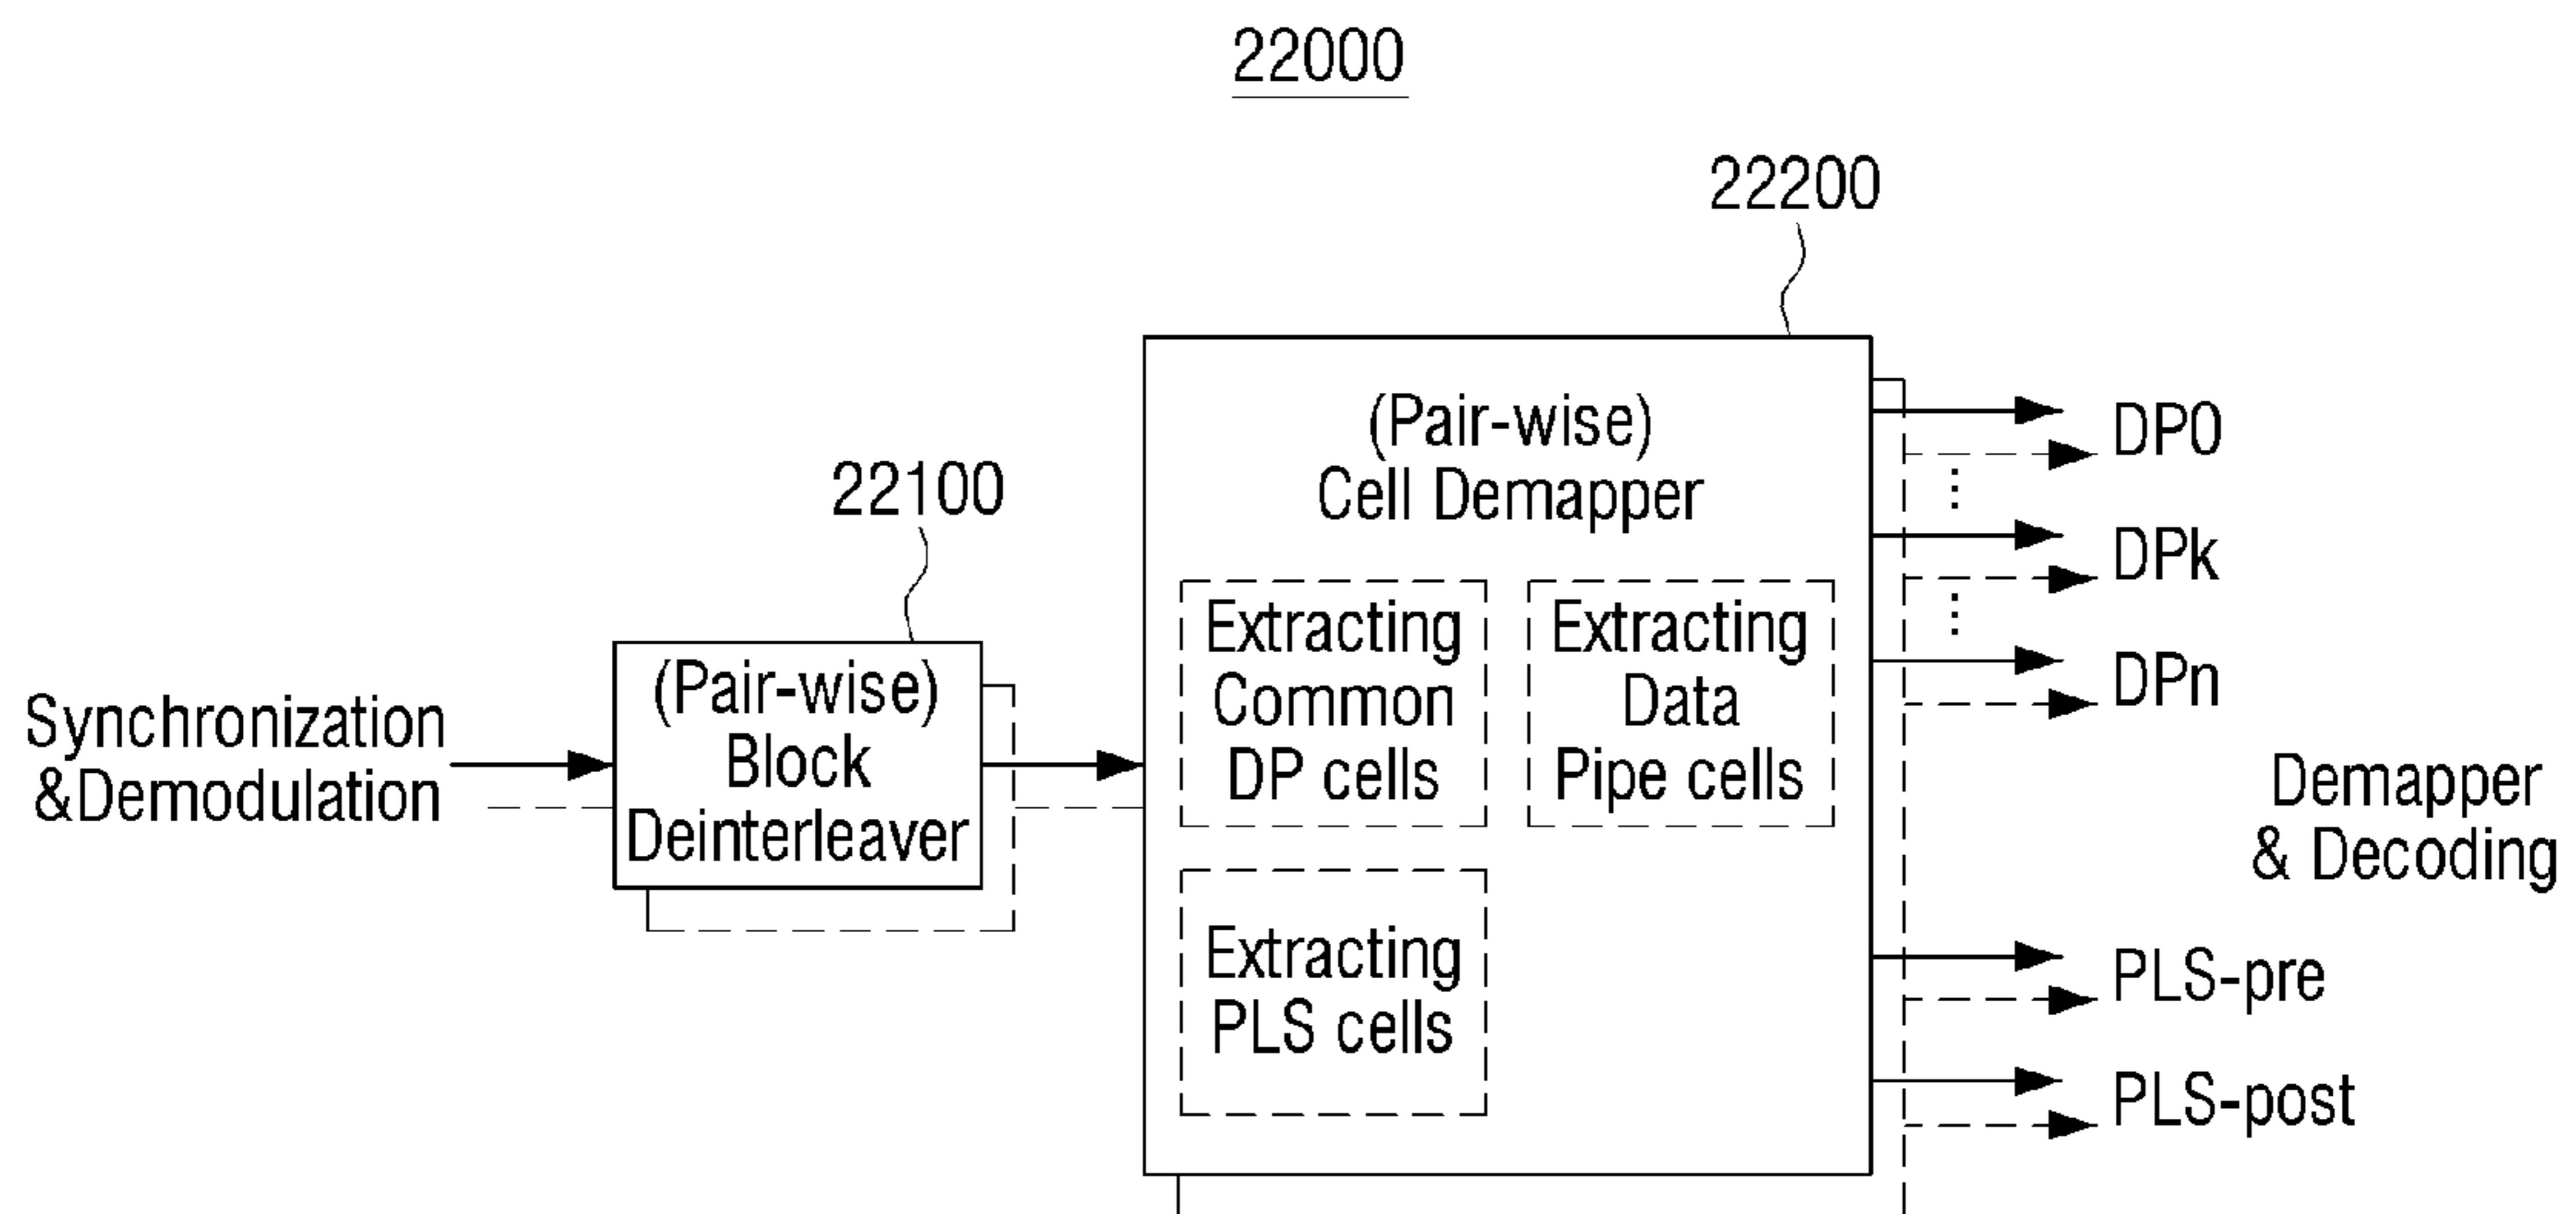 22000
22200
22100
Synchronization
&Demodulation
(Pair-wise)
Block
Deinterleaver
(Pair-wise)
Cell Demapper
Extracting
Common
DP cells
Extracting
Data
Pipe cells
Extracting
PLS cells
DP0
⋮
DPk
⋮
DPn
Demapper
& Decoding
PLS-pre
PLS-post